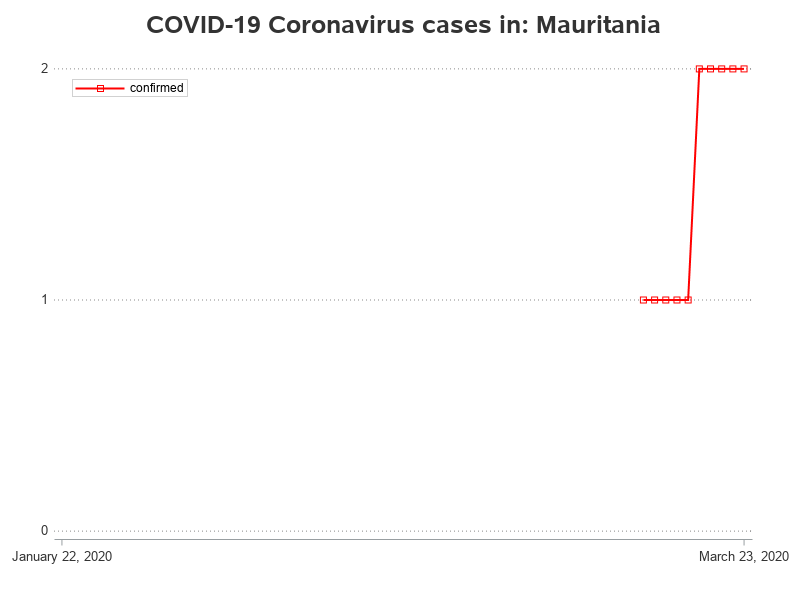 COVID-19 Coronavirus cases in: Mauritania
2
confirmed
1
0
January 22, 2020
March 23, 2020